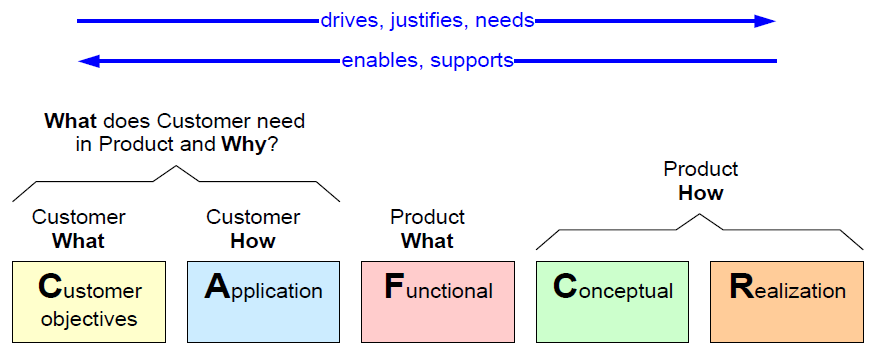 drives, justifies, needs
enables, supports
What does Customer need
in Product and Why?
Product
How
Customer
What
Customer
How
Product
What
Customer
objectives
Application
Functional
Conceptual
Realization